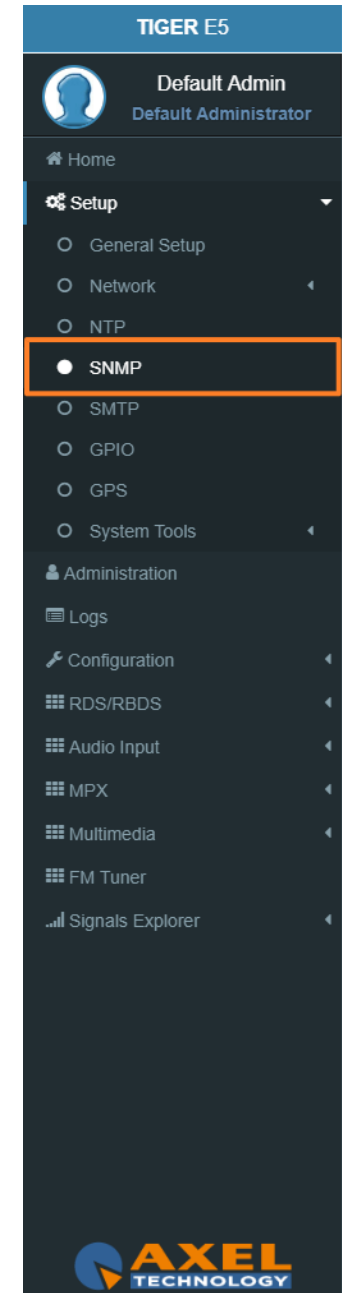 TIGER E5
Default Admin
Default Administrator
Home
Setup
General Setup
Network
NTP
SNMP
SMTP
GPIO
GPS
System Tools
Administration
Logs
Configuration
RDS/RBDS
Audio Input
MPX
Multimedia
FM Tuner
Signals Explorer
AXEL
TECHNOLOGY